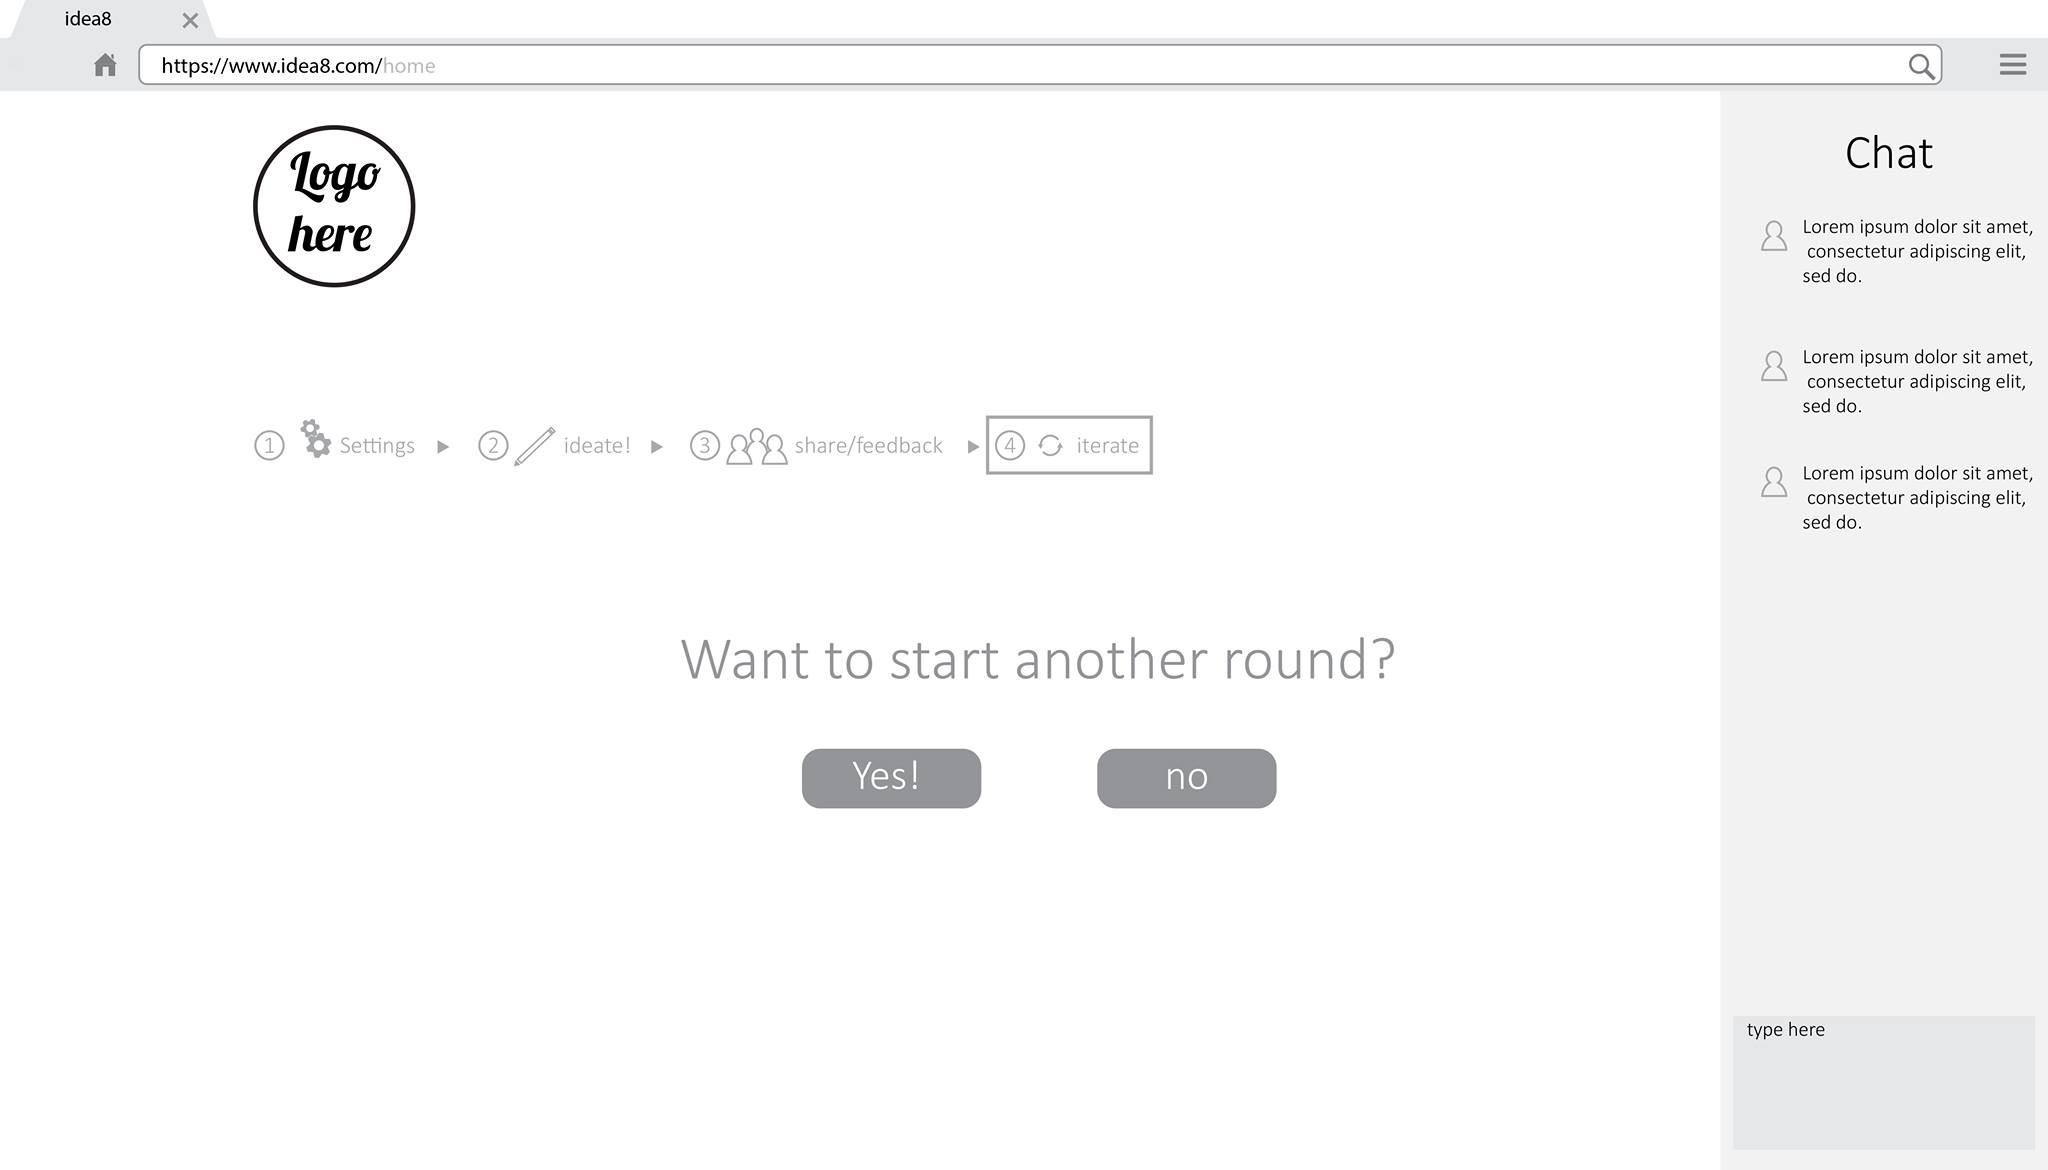 idea8
https://www.idea8.com/home
Logo
here
1 Settings 2 ideate! 3 share/feedback 4 iterate
Want to start another round?
Yes! no
Chat
Lorem ipsum dolor sit amet,
consectetur adipiscing elit,
sed do.
Lorem ipsum dolor sit amet,
consectetur adipiscing elit,
sed do.
Lorem ipsum dolor sit amet,
consectetur adipiscing elit,
sed do.
type here